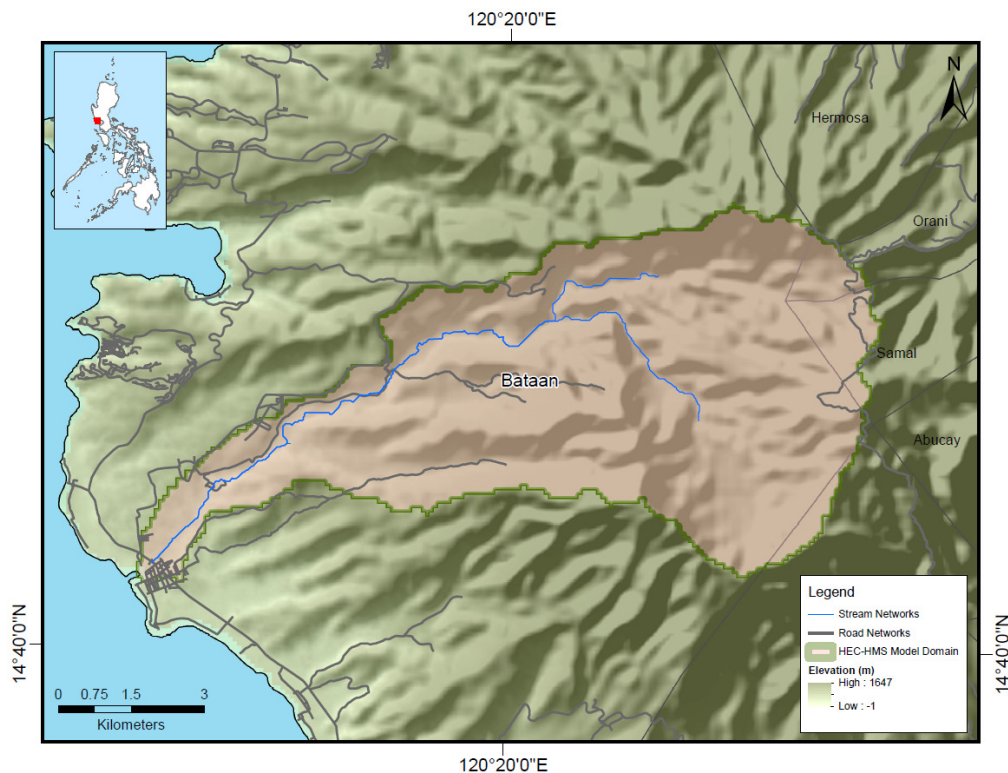 120°20'0"E
N
Hermosa
Orani
Samal
Bataan
Abucay
14°40'0"N
14°40'0"N
Legend
Stream Networks
Road Networks
HEC-HMS Model Domain
Elevation (m)
High : 1647
Low : -1
0 0.75 1.5 3
Kilometers
120°20'0"E